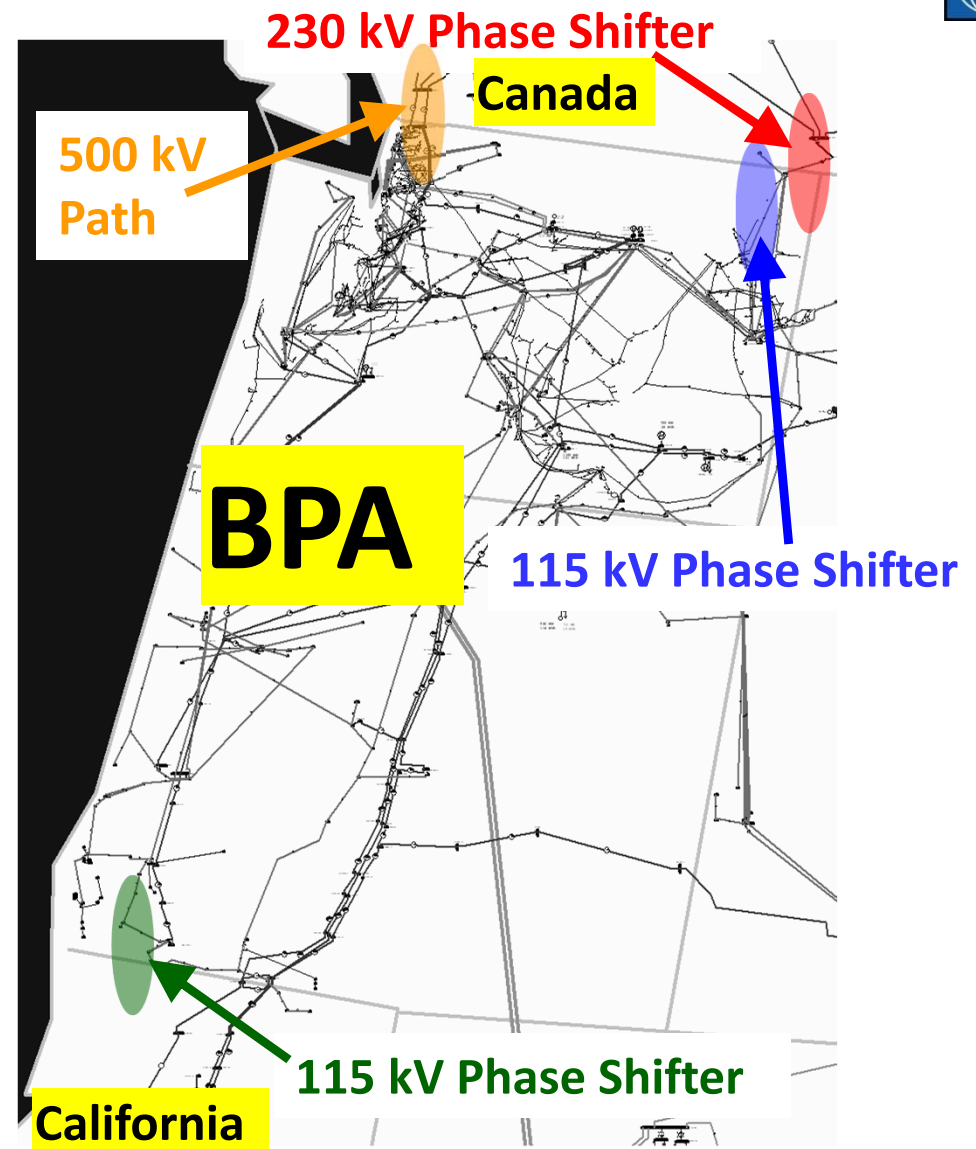 230 kV Phase Shifter
Canada
500 kV
Path
BPA
115 kV Phase Shifter
115 kV Phase Shifter
California